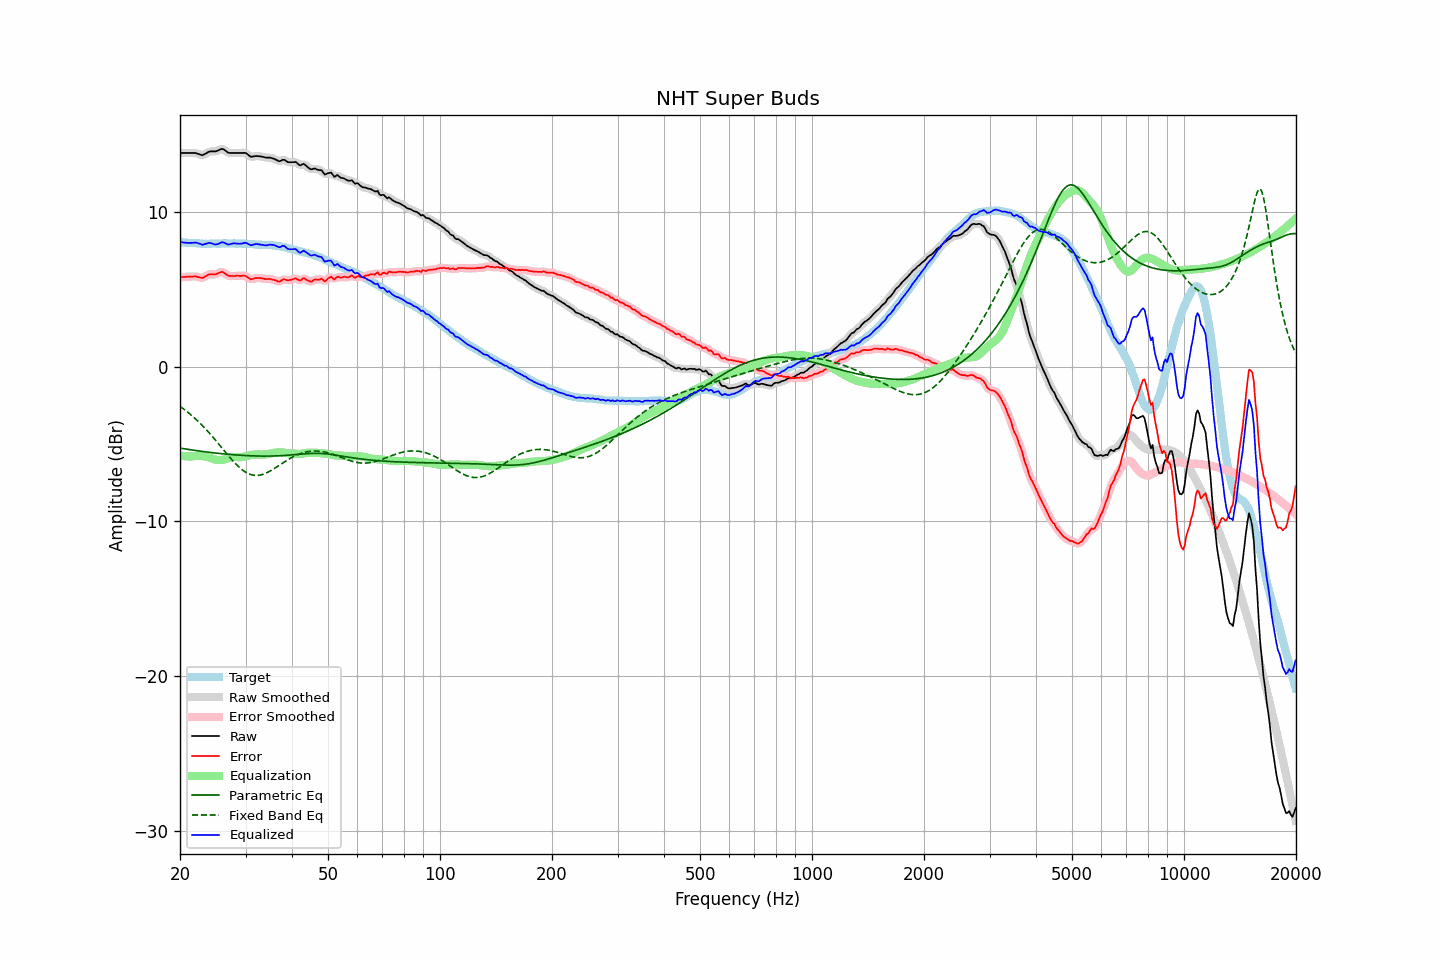 NHT Super Buds
Amplitude (dBr)
10
0
−10
−20
−30
Target
Raw Smoothed
Error Smoothed
Raw
Error
Equalization
Parametric Eq
Fixed Band Eq
Equalized
20 50 100 200 500 1000 2000 5000 10000 20000
Frequency (Hz)